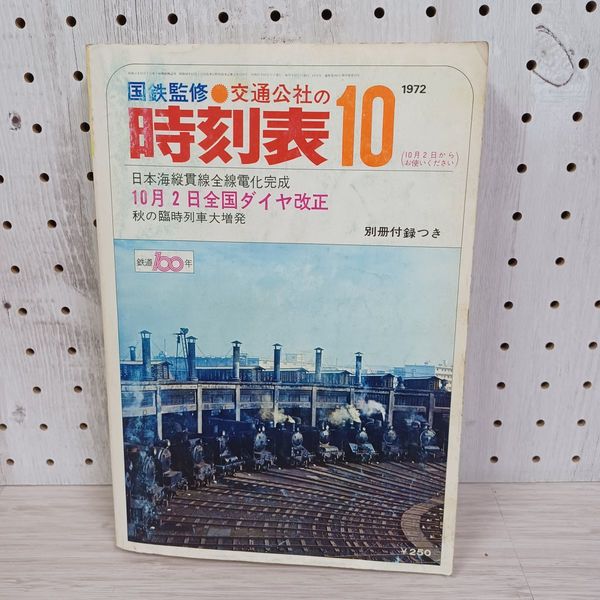 国鉄監修●交通公社の
時刻表10
1972
10月2日から
お使いください
日本海縦貫線全線電化完成
10月2日全国ダイヤ改正
秋の臨時列車大増発
別冊付録つき
鉄道100年
¥250